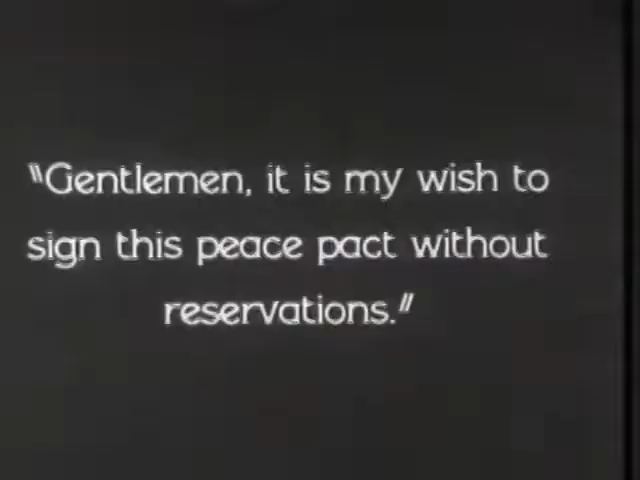 "Gentlemen, it is my wish to
sign this peace pact without
reservations."